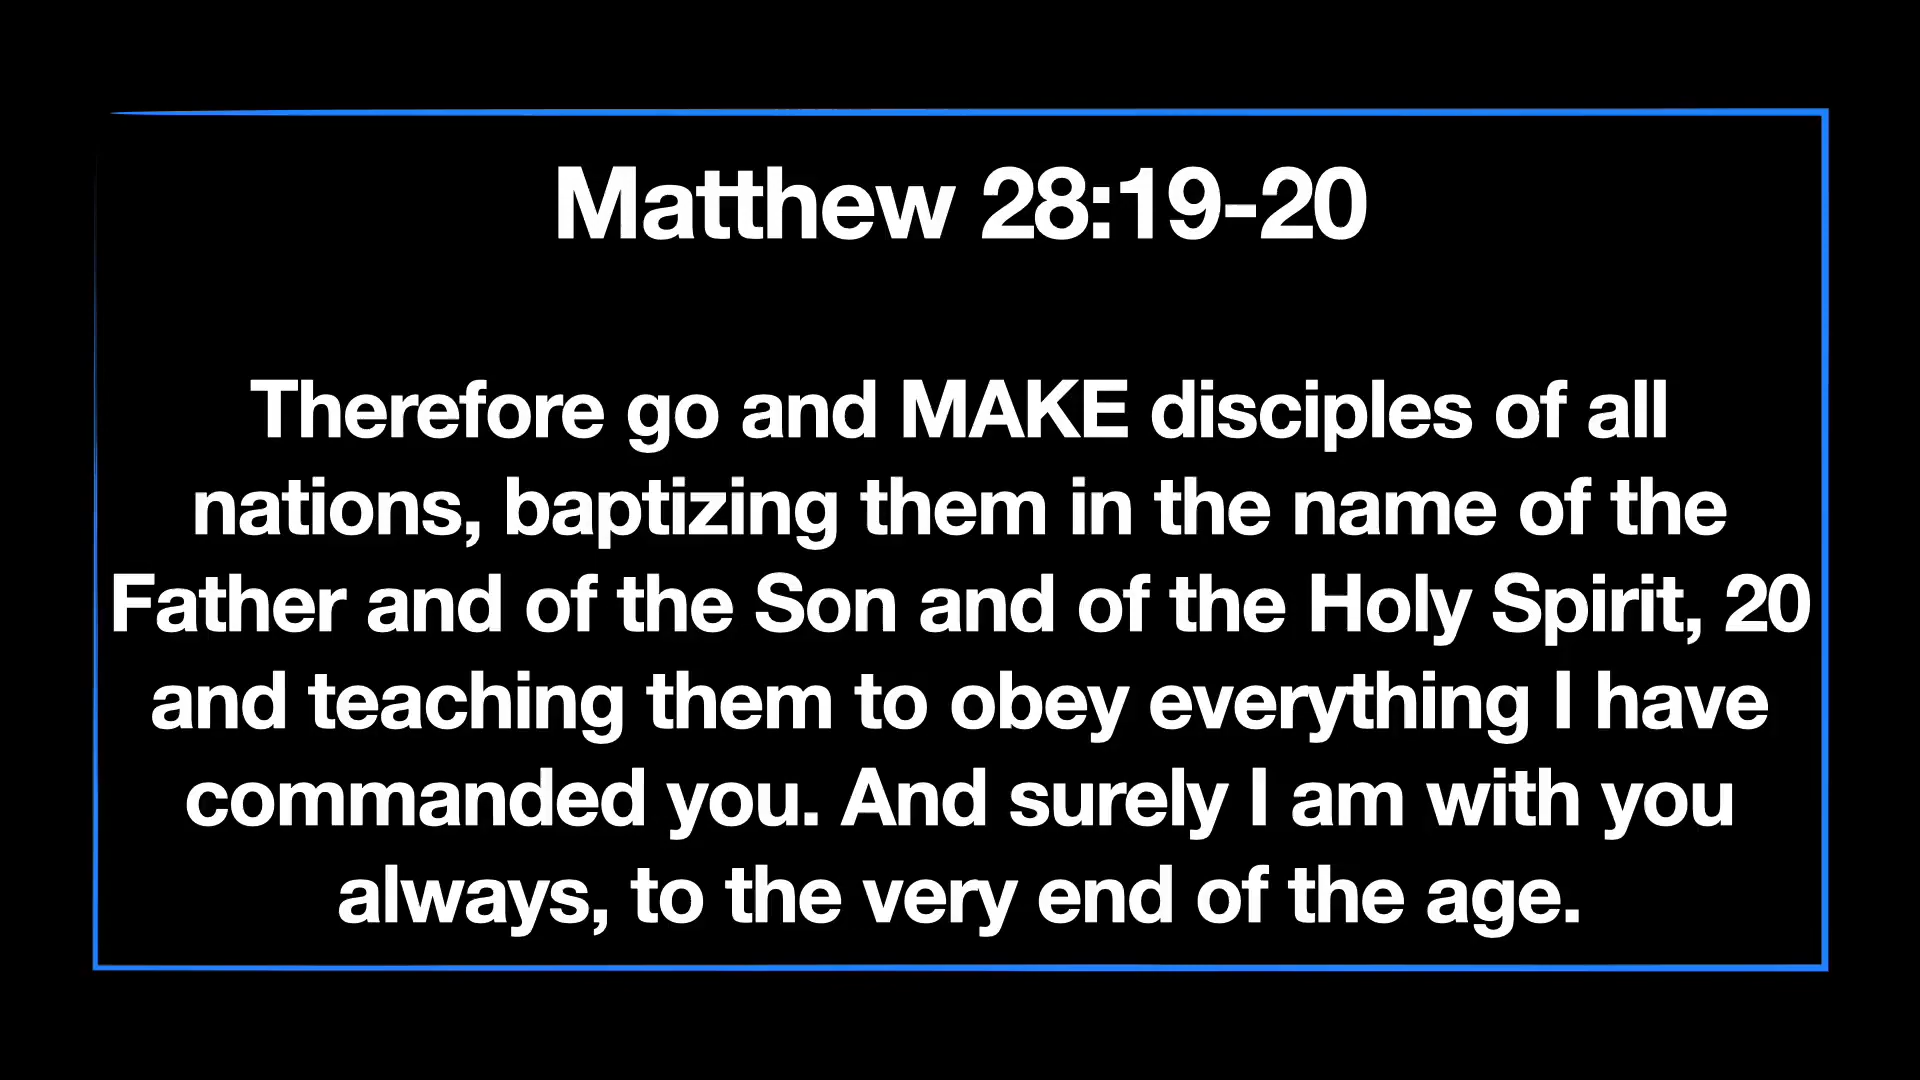 Matthew 28:19-20
Therefore go and MAKE disciples of all
nations, baptizing them in the name of the
Father and of the Son and of the Holy Spirit, 20
and teaching them to obey everything I have
commanded you. And surely I am with you
always, to the very end of the age.